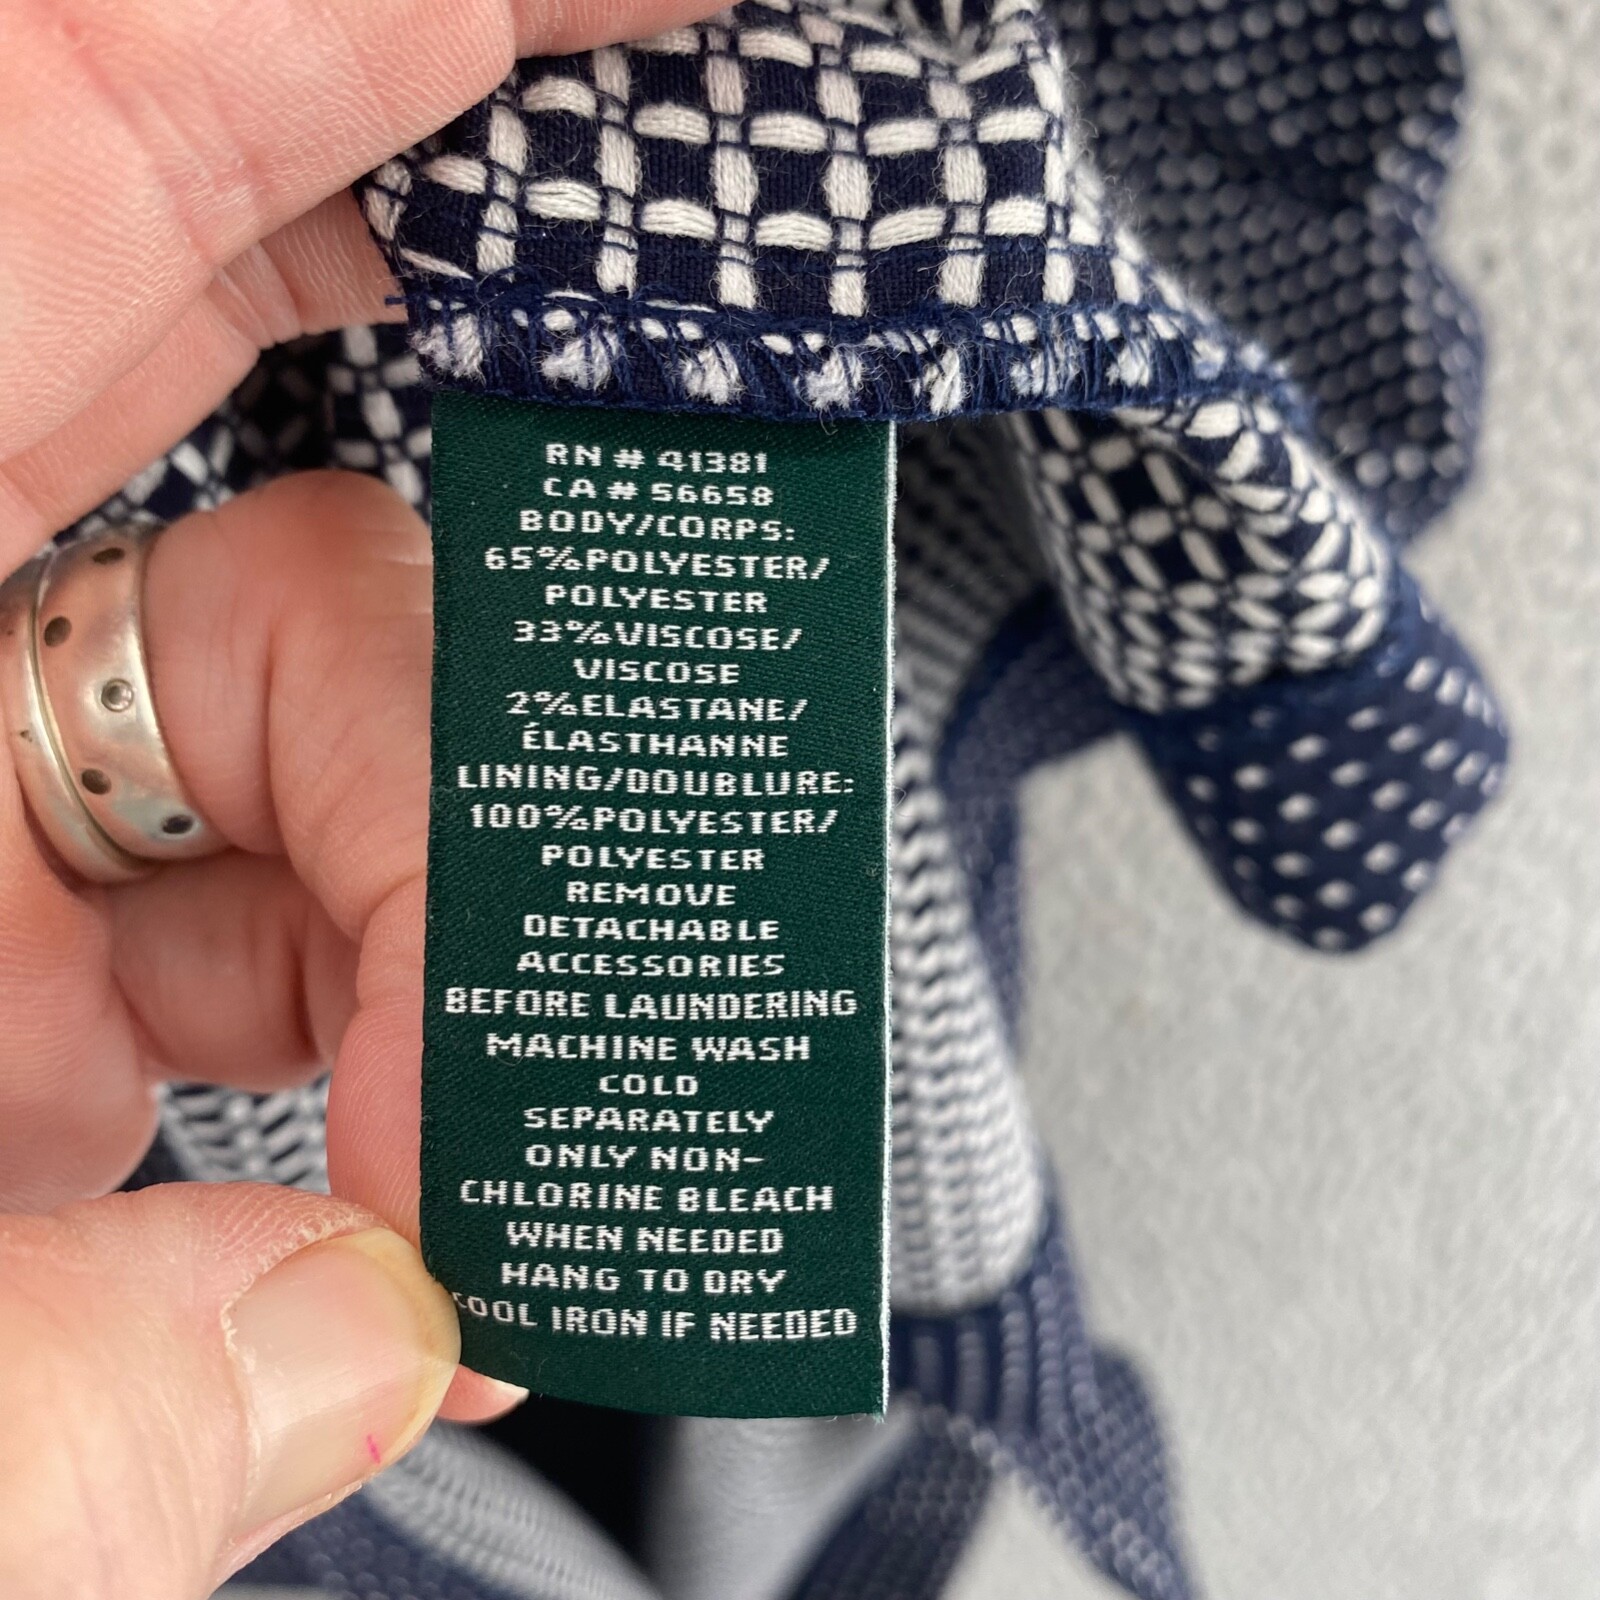 RN # 41381
CA # 56658
BODY/CORPS:
65%POLYESTER/
POLYESTER
33%VISCOSE/
VISCOSE
2%ELASTANE/
ÉLASTHANNE
LINING/DOUBLURE:
100%POLYESTER/
POLYESTER
REMOVE
DETACHABLE
ACCESSORIES
BEFORE LAUNDERING
MACHINE WASH
COLD
SEPARATELY
ONLY NON-
CHLORINE BLEACH
WHEN NEEDED
HANG TO DRY
COOL IRON IF NEEDED